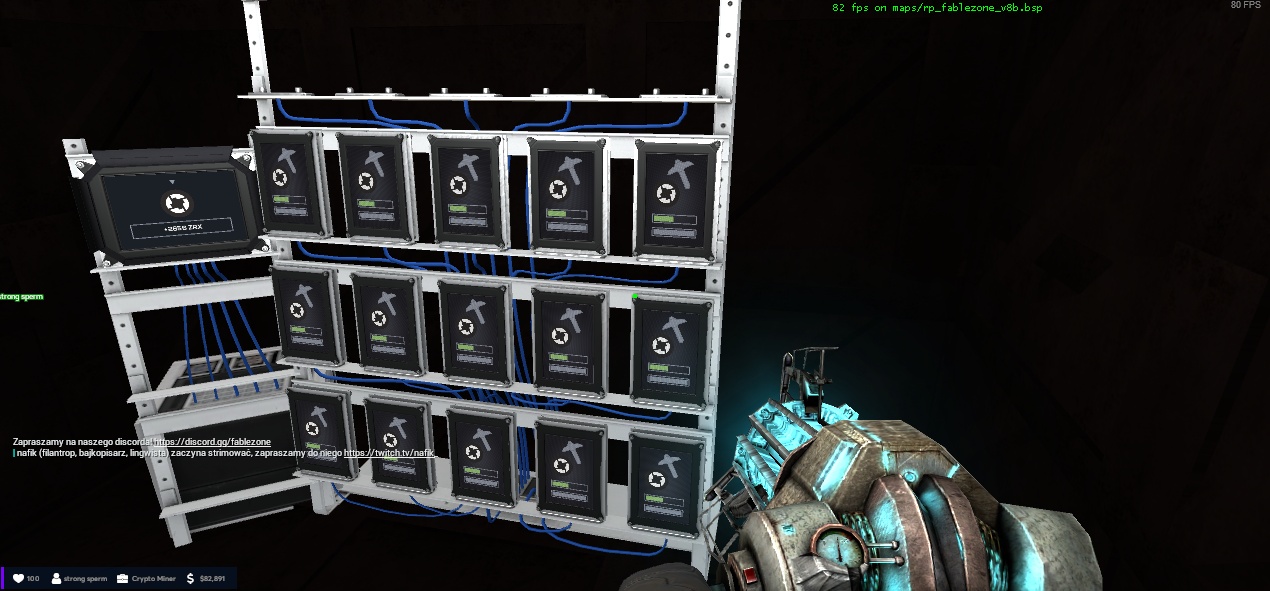 82 fps on maps/rp_fablezone_v8b.bsp
80 FPS
+2656 ZAX
strong sperm
Zapraszamy na naszego discorda! https://discord.gg/fablezone
| nafik (filantrop, bajkopisarz, lingwista) zaczyna strimować, zapraszamy do niego https://twitch.tv/nafik
100 strong sperm Crypto Miner $ $82,891